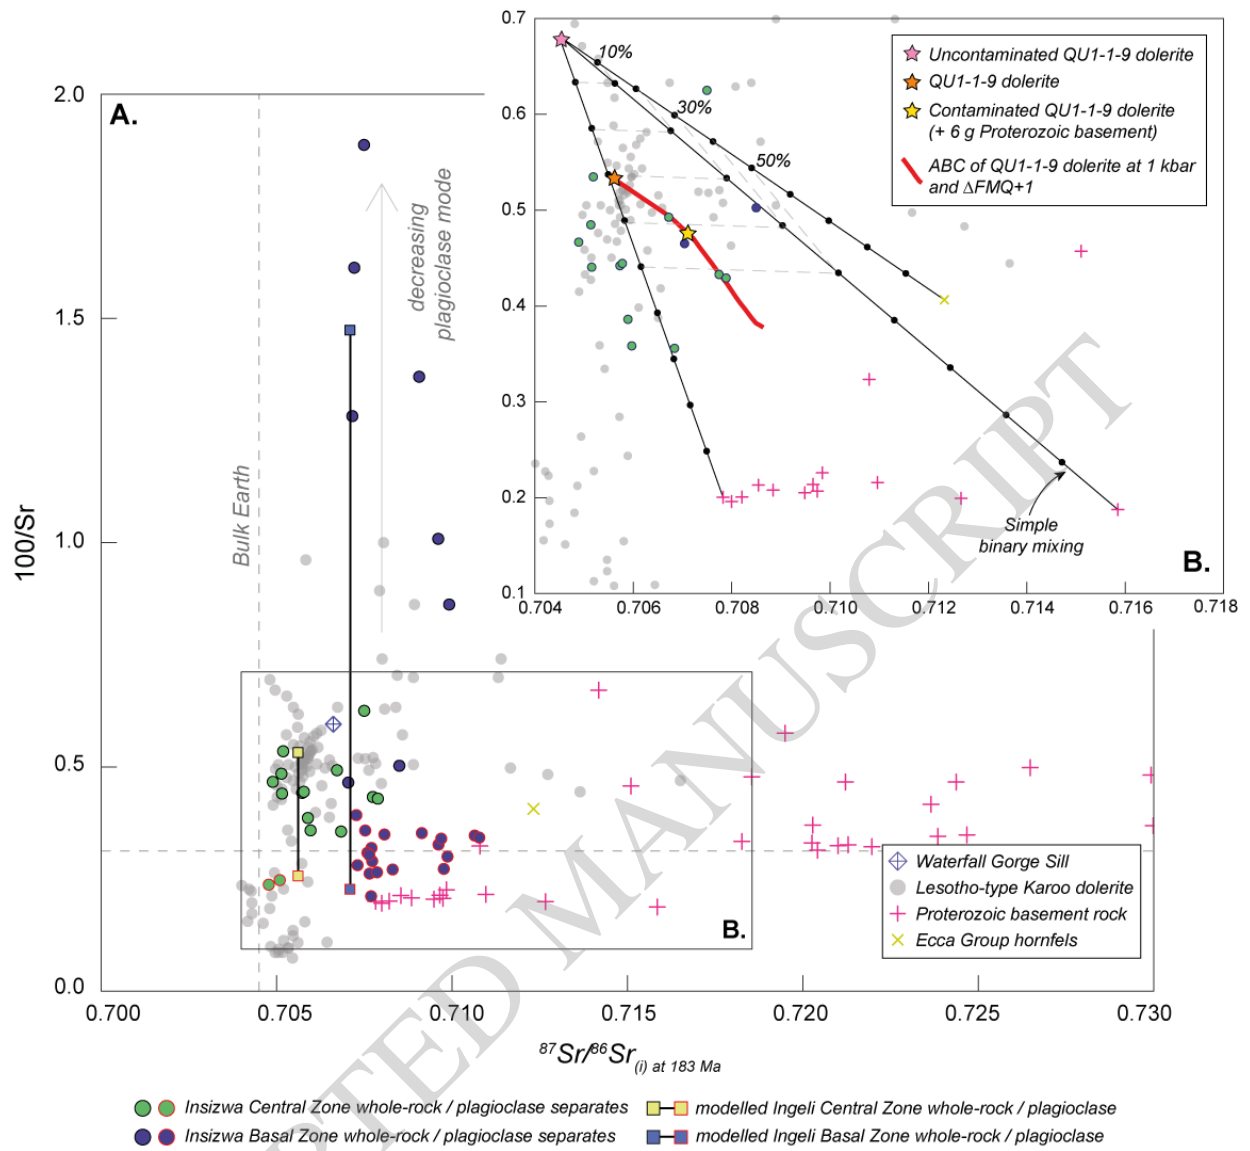 A.
2.0
1.5
1.0
0.5
0.0
100/Sr
0.700
0.705
0.710
0.715
0.720
0.725
0.730
87Sr/86Sr(i) at 183 Ma
Bulk Earth
decreasing
plagioclase mode
B.
0.7
0.6
0.5
0.4
0.3
0.2
0.1
0.704
0.706
0.708
0.710
0.712
0.714
0.716
0.718
10%
30%
50%
Simple
binary mixing
B.
Uncontaminated QU1-1-9 dolerite
QU1-1-9 dolerite
Contaminated QU1-1-9 dolerite
(+ 6 g Proterozoic basement)
ABC of QU1-1-9 dolerite at 1 kbar
and ΔFMQ+1
Waterfall Gorge Sill
Lesotho-type Karoo dolerite
Proterozoic basement rock
Ecca Group hornfels
Insizwa Central Zone whole-rock / plagioclase separates
Insizwa Basal Zone whole-rock / plagioclase separates
modelled Ingeli Central Zone whole-rock / plagioclase
modelled Ingeli Basal Zone whole-rock / plagioclase
PTED MANUSCRIPT